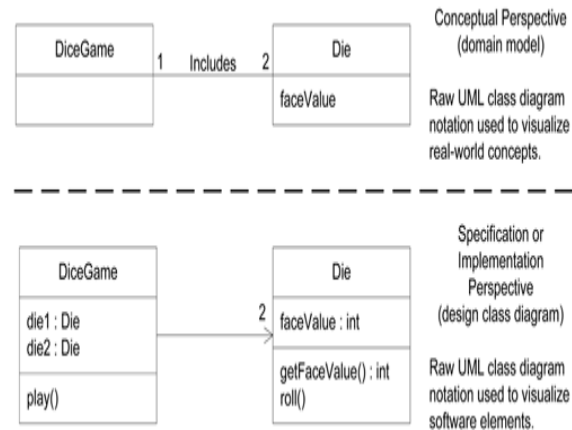 DiceGame
1 Includes 2
Die
faceValue
Conceptual Perspective
(domain model)
Raw UML class diagram
notation used to visualize
real-world concepts.
DiceGame
die1 : Die
die2 : Die
play()
2
Die
faceValue : int
getFaceValue() : int
roll()
Specification or
Implementation
Perspective
(design class diagram)
Raw UML class diagram
notation used to visualize
software elements.